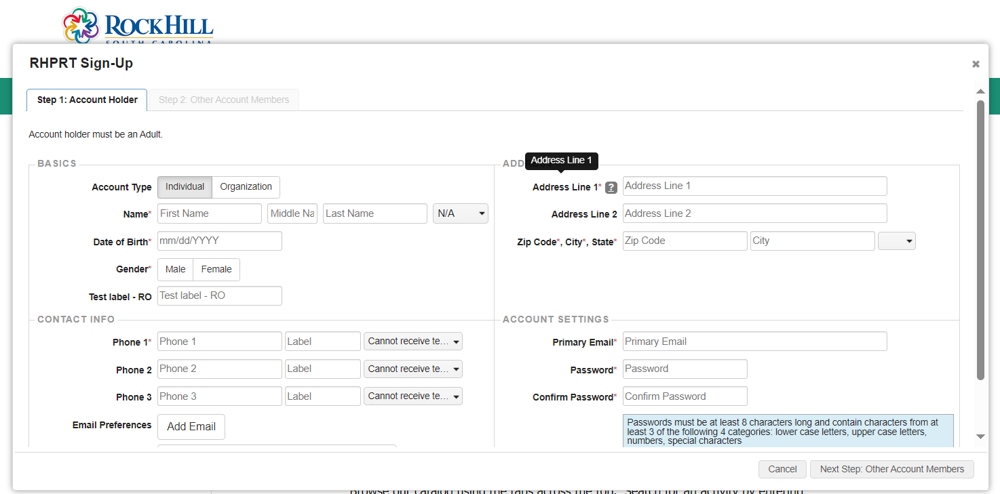 ROCKHILL
SOUTH CAROLINA
RHPRT Sign-Up
Step 1: Account Holder
Step 2: Other Account Members
Account holder must be an Adult.
BASICS
Account Type
Individual
Organization
Name*
First Name
Middle Na
Last Name
N/A
Date of Birth*
mm/dd/YYYY
Gender*
Male
Female
Test label - RO
Test label - RO
ADD
Address Line 1
Address Line 1*
?
Address Line 1
Address Line 2
Address Line 2
Zip Code*, City*, State*
Zip Code
City
CONTACT INFO
Phone 1*
Phone 1
Label
Cannot receive te...
Phone 2
Phone 2
Label
Cannot receive te...
Phone 3
Phone 3
Label
Cannot receive te...
Email Preferences
Add Email
ACCOUNT SETTINGS
Primary Email*
Primary Email
Password*
Password
Confirm Password*
Confirm Password
Passwords must be at least 8 characters long and contain characters from at
least 3 of the following 4 categories: lower case letters, upper case letters,
numbers, special characters
Cancel
Next Step: Other Account Members
Browse our catalog using the tabs across the top. Search for an activity by entering